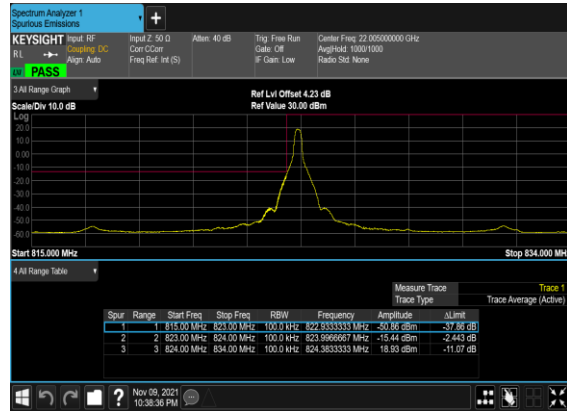 Spectrum Analyzer 1
Spurious Emissions
KEYSIGHT Input: RF Input Z: 50 Ω Atten: 40 dB Trig: Free Run Center Freq: 22.005000000 GHz
RL Coupling: DC Corr CCorr Gate: Off Avg|Hold: 1000/1000
Align: Auto Freq Ref: Int (S) IF Gain: Low Radio Std: None
PASS
3 All Range Graph
Ref Lvl Offset 4.23 dB
Scale/Div 10.0 dB Ref Value 30.00 dBm
Log
20.0
10.0
0.00
-10.0
-20.0
-30.0
-40.0
-50.0
-60.0
Start 815.000 MHz Stop 834.000 MH
4 All Range Table
Measure Trace Trace 1
Trace Type Trace Average (Active)
Spur Range Start Freq Stop Freq RBW Frequency Amplitude ΔLimit
1 1 815.00 MHz 823.00 MHz 100.0 kHz 822.9333333 MHz -50.86 dBm -37.86 dB
2 2 823.00 MHz 824.00 MHz 100.0 kHz 823.9966667 MHz -15.44 dBm -2.443 dB
3 3 824.00 MHz 834.00 MHz 100.0 kHz 824.3833333 MHz 18.93 dBm -11.07 dB
Nov 09, 2021
10:38:36 PM